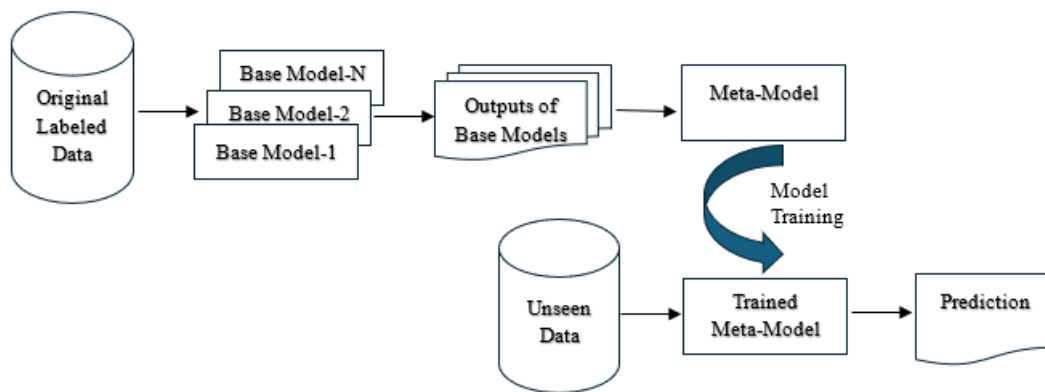 Original
Labeled
Data
Base Model-N
Base Model-2
Base Model-1
Outputs of
Base Models
Meta-Model
Model
Training
Unseen
Data
Trained
Meta-Model
Prediction